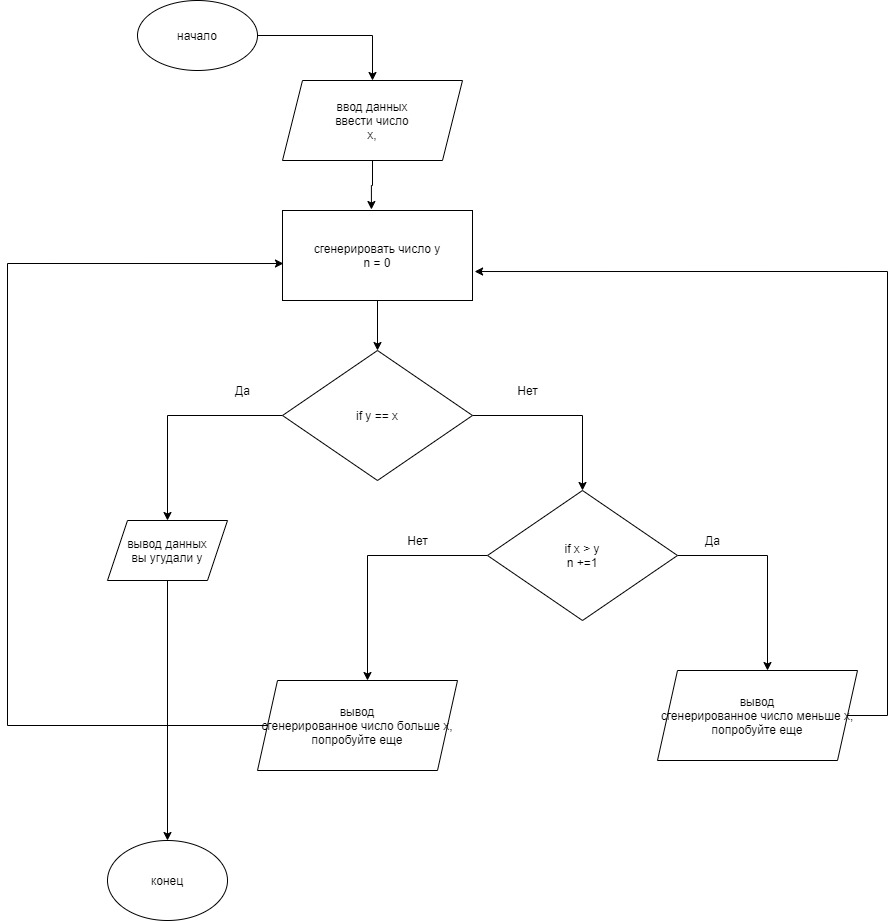 начало
ввод данных
ввести число
x,
сгенерировать число y
n = 0
Да
Нет
if y == x
вывод данных
вы угудали y
Нет
Да
if x > y
n +=1
вывод
сгенерированное число больше x,
попробуйте еще
вывод
сгенерированное число меньше x,
попробуйте еще
конец